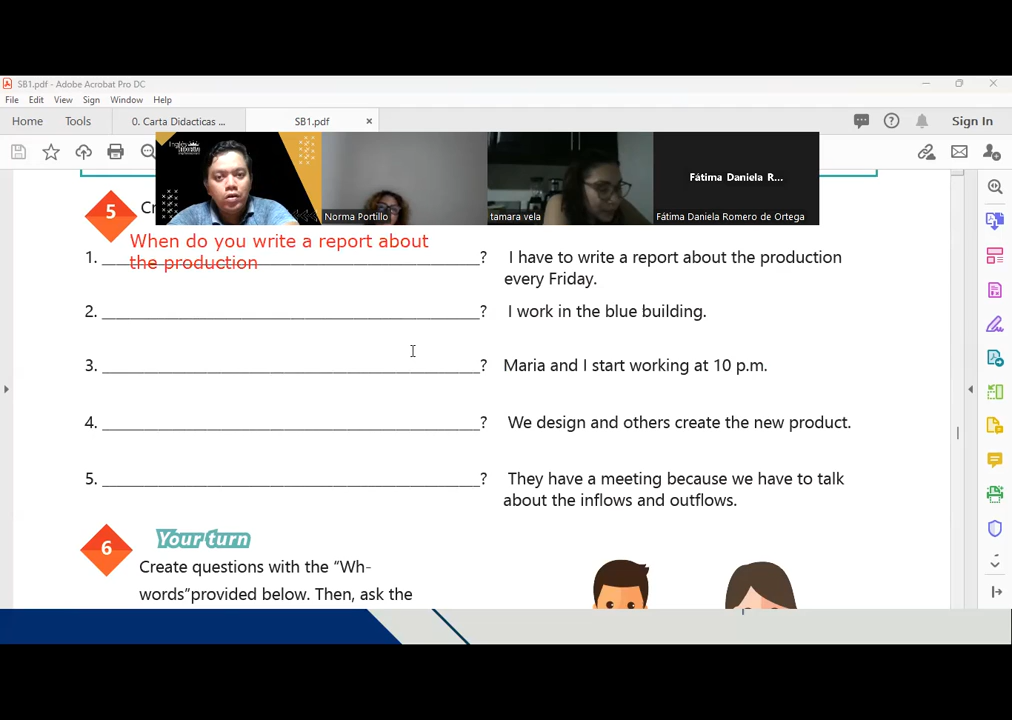 SB1.pdf - Adobe Acrobat Pro DC
File Edit View Sign Window Help
Home Tools 0. Carta Didacticas ... SB1.pdf × Sign In
Inglés
Norma Portillo
tamara vela
Fátima Daniela R...
Fátima Daniela Romero de Ortega
5
When do you write a report about
the production
1. ? I have to write a report about the production
every Friday.
2. ? I work in the blue building.
3. ? Maria and I start working at 10 p.m.
4. ? We design and others create the new product.
5. ? They have a meeting because we have to talk
about the inflows and outflows.
6 Your turn
Create questions with the “Wh-
words”provided below. Then, ask the